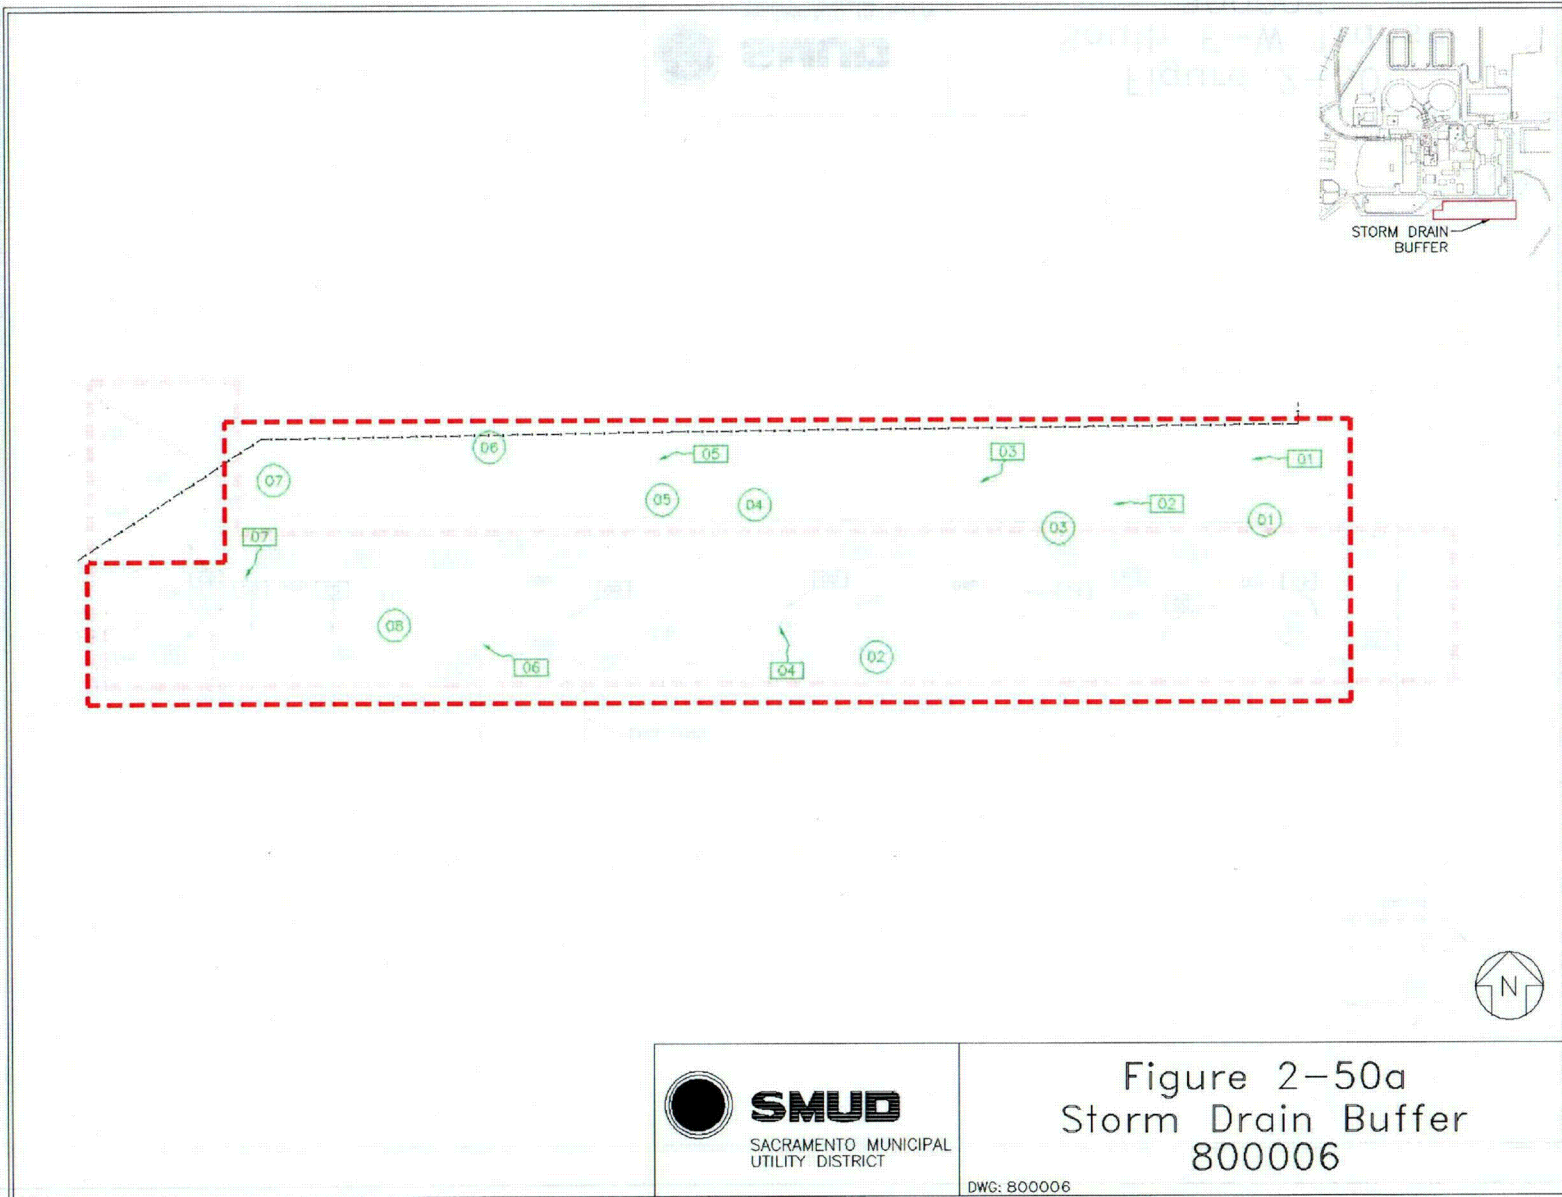 STORM DRAIN
BUFFER
06
05
03
01
07
05
04
02
03
01
07
08
06
04
02
N
SMUD
SACRAMENTO MUNICIPAL
UTILITY DISTRICT
Figure 2-50a
Storm Drain Buffer
800006
DWG: 800006